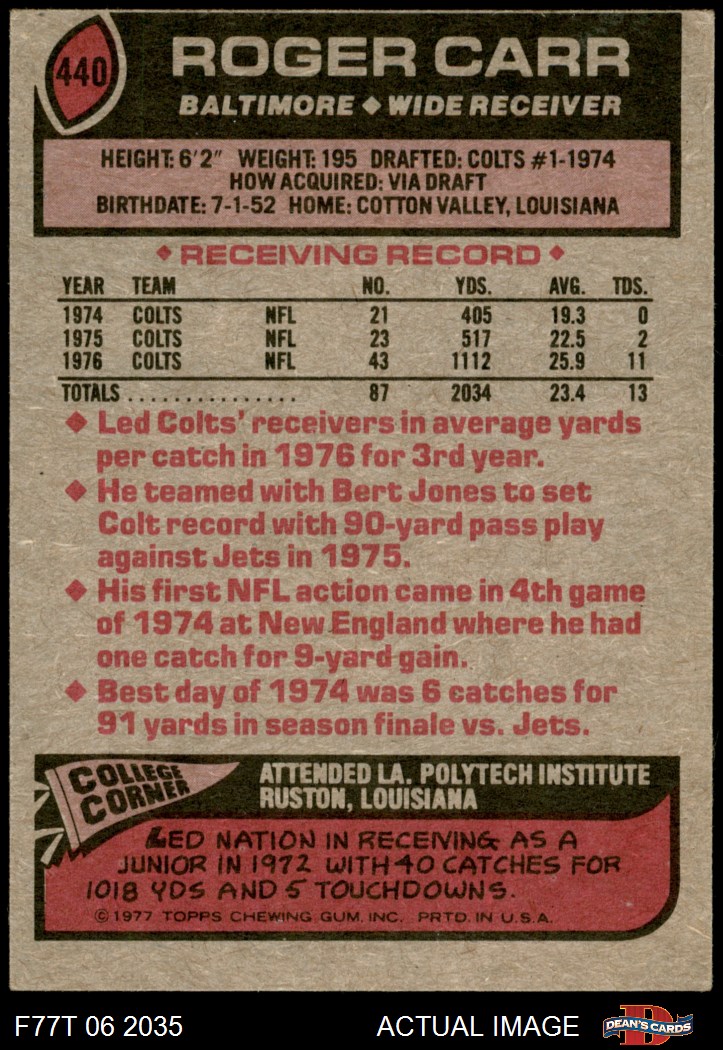 440
ROGER CARR
BALTIMORE ◆ WIDE RECEIVER
HEIGHT: 6'2" WEIGHT: 195 DRAFTED: COLTS #1-1974
HOW ACQUIRED: VIA DRAFT
BIRTHDATE: 7-1-52 HOME: COTTON VALLEY, LOUISIANA
◆ RECEIVING RECORD ◆
YEAR TEAM NO. YDS. AVG. TDS.
1974 COLTS NFL 21 405 19.3 0
1975 COLTS NFL 23 517 22.5 2
1976 COLTS NFL 43 1112 25.9 11
TOTALS ............... 87 2034 23.4 13
◆ Led Colts' receivers in average yards
per catch in 1976 for 3rd year.
◆ He teamed with Bert Jones to set
Colt record with 90-yard pass play
against Jets in 1975.
◆ His first NFL action came in 4th game
of 1974 at New England where he had
one catch for 9-yard gain.
◆ Best day of 1974 was 6 catches for
91 yards in season finale vs. Jets.
COLLEGE
CORNER
ATTENDED LA. POLYTECH INSTITUTE
RUSTON, LOUISIANA
LED NATION IN RECEIVING AS A
JUNIOR IN 1972 WITH 40 CATCHES FOR
1018 YDS AND 5 TOUCHDOWNS.
© 1977 TOPPS CHEWING GUM, INC. PRTD. IN U.S.A.
F77T 06 2035 ACTUAL IMAGE
D
DEAN'S CARDS